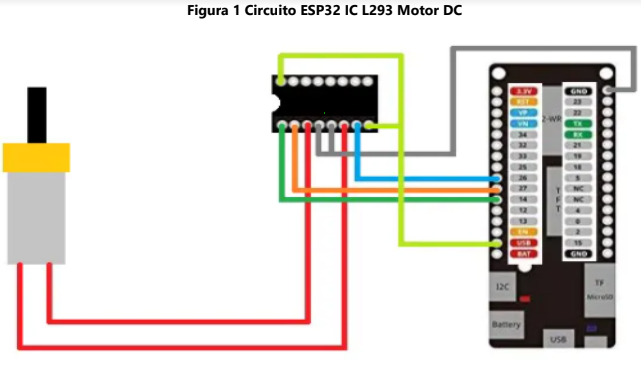 Figura 1 Circuito ESP32 IC L293 Motor DC
3.3V
RST
VP
VN
34
32
33
25
26
27
14
12
13
EN
USB
BAT
GND
23
22
TX
RX
21
19
18
5
NC
NC
4
0
2
15
GND
TFT
I2C
Battery
USB
TF
MicroSD